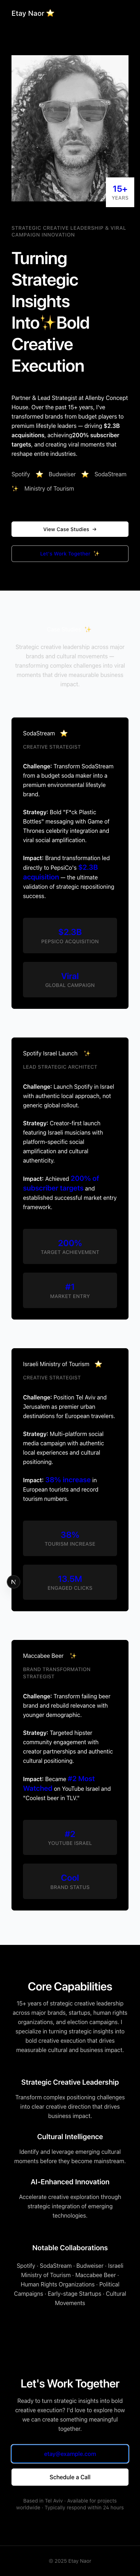 Etay Naor ⭐
15+
YEARS
STRATEGIC CREATIVE LEADERSHIP & VIRAL
CAMPAIGN INNOVATION
Turning
Strategic
Insights
Into✨Bold
Creative
Execution
Partner & Lead Strategist at Allenby Concept
House. Over the past 15+ years, I've
transformed brands from budget players to
premium lifestyle leaders — driving $2.3B
acquisitions, achieving200% subscriber
targets, and creating viral movements that
redefine entire industries.
Spotify ⭐ Budweiser ⭐ SodaStream
✨ Ministry of Tourism
View Case Studies →
Let's Work Together ✨
✨
Strategic creative leadership across major
brands and cultural movements —
transforming complex challenges into viral
moments that drive measurable business
impact.
SodaStream ⭐
CREATIVE STRATEGIST
Challenge: Transform SodaStream
from a budget soda maker into a
premium environmental lifestyle
brand.
Strategy: Bold "F*ck Plastic
Bottles" messaging with Game of
Thrones celebrity integration and
viral social amplification.
Impact: Brand transformation led
directly to PepsiCo's $2.3B
acquisition — the ultimate
validation of strategic repositioning
success.
$2.3B
PEPSICO ACQUISITION
GLOBAL CAMPAIGN
Spotify Israel Launch ✨
LEAD STRATEGIC ARCHITECT
Challenge: Launch Spotify in Israel
with authentic local approach, not
generic global rollout.
Strategy: Creator-first launch
featuring Israeli musicians with
platform-specific social
amplification and cultural
authenticity.
Impact: Achieved 200% of
subscriber targets and
established successful market entry
framework.
200%
TARGET ACHIEVEMENT
#1
MARKET ENTRY
Israeli Ministry of Tourism ⭐
CREATIVE STRATEGIST
Challenge: Position Tel Aviv and
Jerusalem as premier urban
destinations for European travelers.
Strategy: Multi-platform social
media campaign with authentic
local experiences and cultural
positioning.
Impact: 38% increase in
European tourists and record
tourism numbers.
38%
TOURISM INCREASE
N
ENGAGED CLICKS
Maccabee Beer ✨
BRAND TRANSFORMATION
STRATEGIST
Challenge: Transform failing beer
brand and rebuild relevance with
younger demographic.
Strategy: Targeted hipster
community engagement with
creator partnerships and authentic
cultural positioning.
Impact: Became #2 Most
Watched on YouTube Israel and
"Coolest beer in TLV."
#2
YOUTUBE ISRAEL
Cool
BRAND STATUS
Core Capabilities
15+ years of strategic creative leadership
across major brands, startups, human rights
organizations, and election campaigns. I
specialize in turning strategic insights into
bold creative execution that drives
measurable cultural and business impact.
Strategic Creative Leadership
Transform complex positioning challenges
into clear creative direction that drives
business impact.
Cultural Intelligence
Identify and leverage emerging cultural
moments before they become mainstream.
AI-Enhanced Innovation
Accelerate creative exploration through
strategic integration of emerging
technologies.
Notable Collaborations
Spotify · SodaStream · Budweiser · Israeli
Ministry of Tourism · Maccabee Beer ·
Human Rights Organizations · Political
Campaigns · Early-stage Startups · Cultural
Movements
Let's Work Together
Ready to turn strategic insights into bold
creative execution? I'd love to explore how
we can create something meaningful
together.
Schedule a Call
Based in Tel Aviv · Available for projects
worldwide · Typically respond within 24 hours
© 2025 Etay Naor